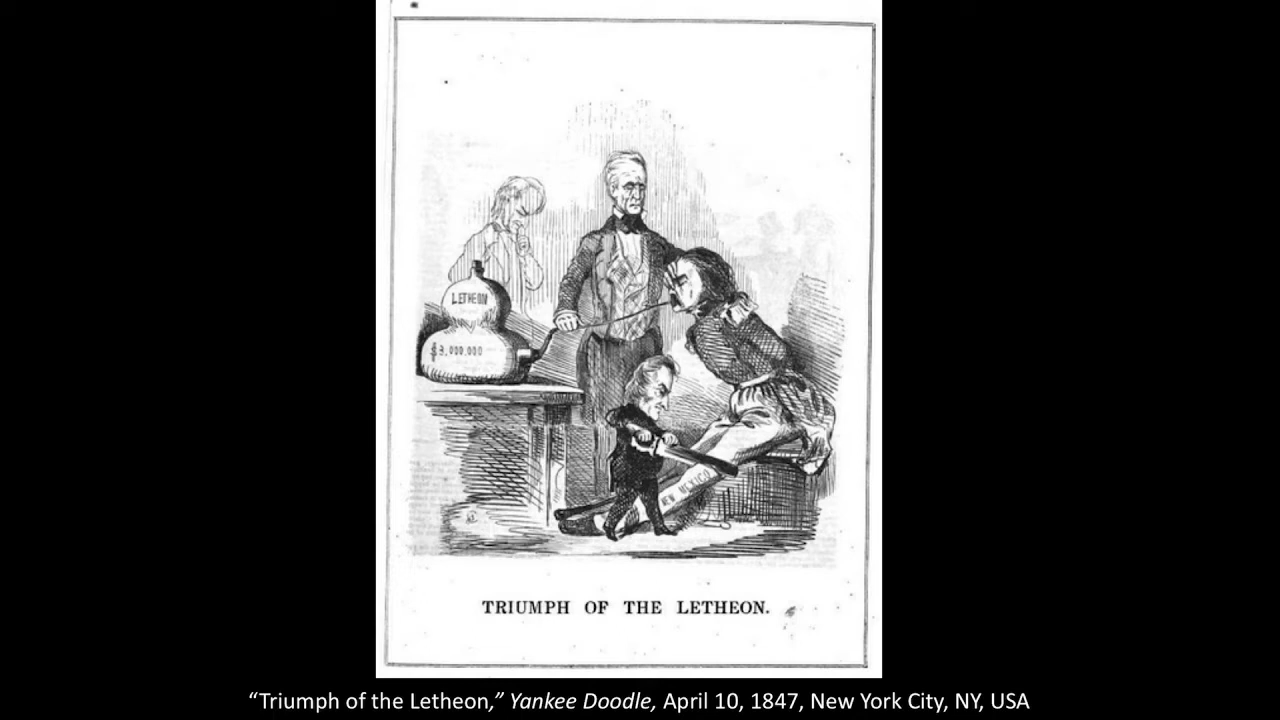 LETHEON
$3,000,000
NEW MEXICO
TRIUMPH OF THE LETHEON.
“Triumph of the Letheon,” Yankee Doodle, April 10, 1847, New York City, NY, USA